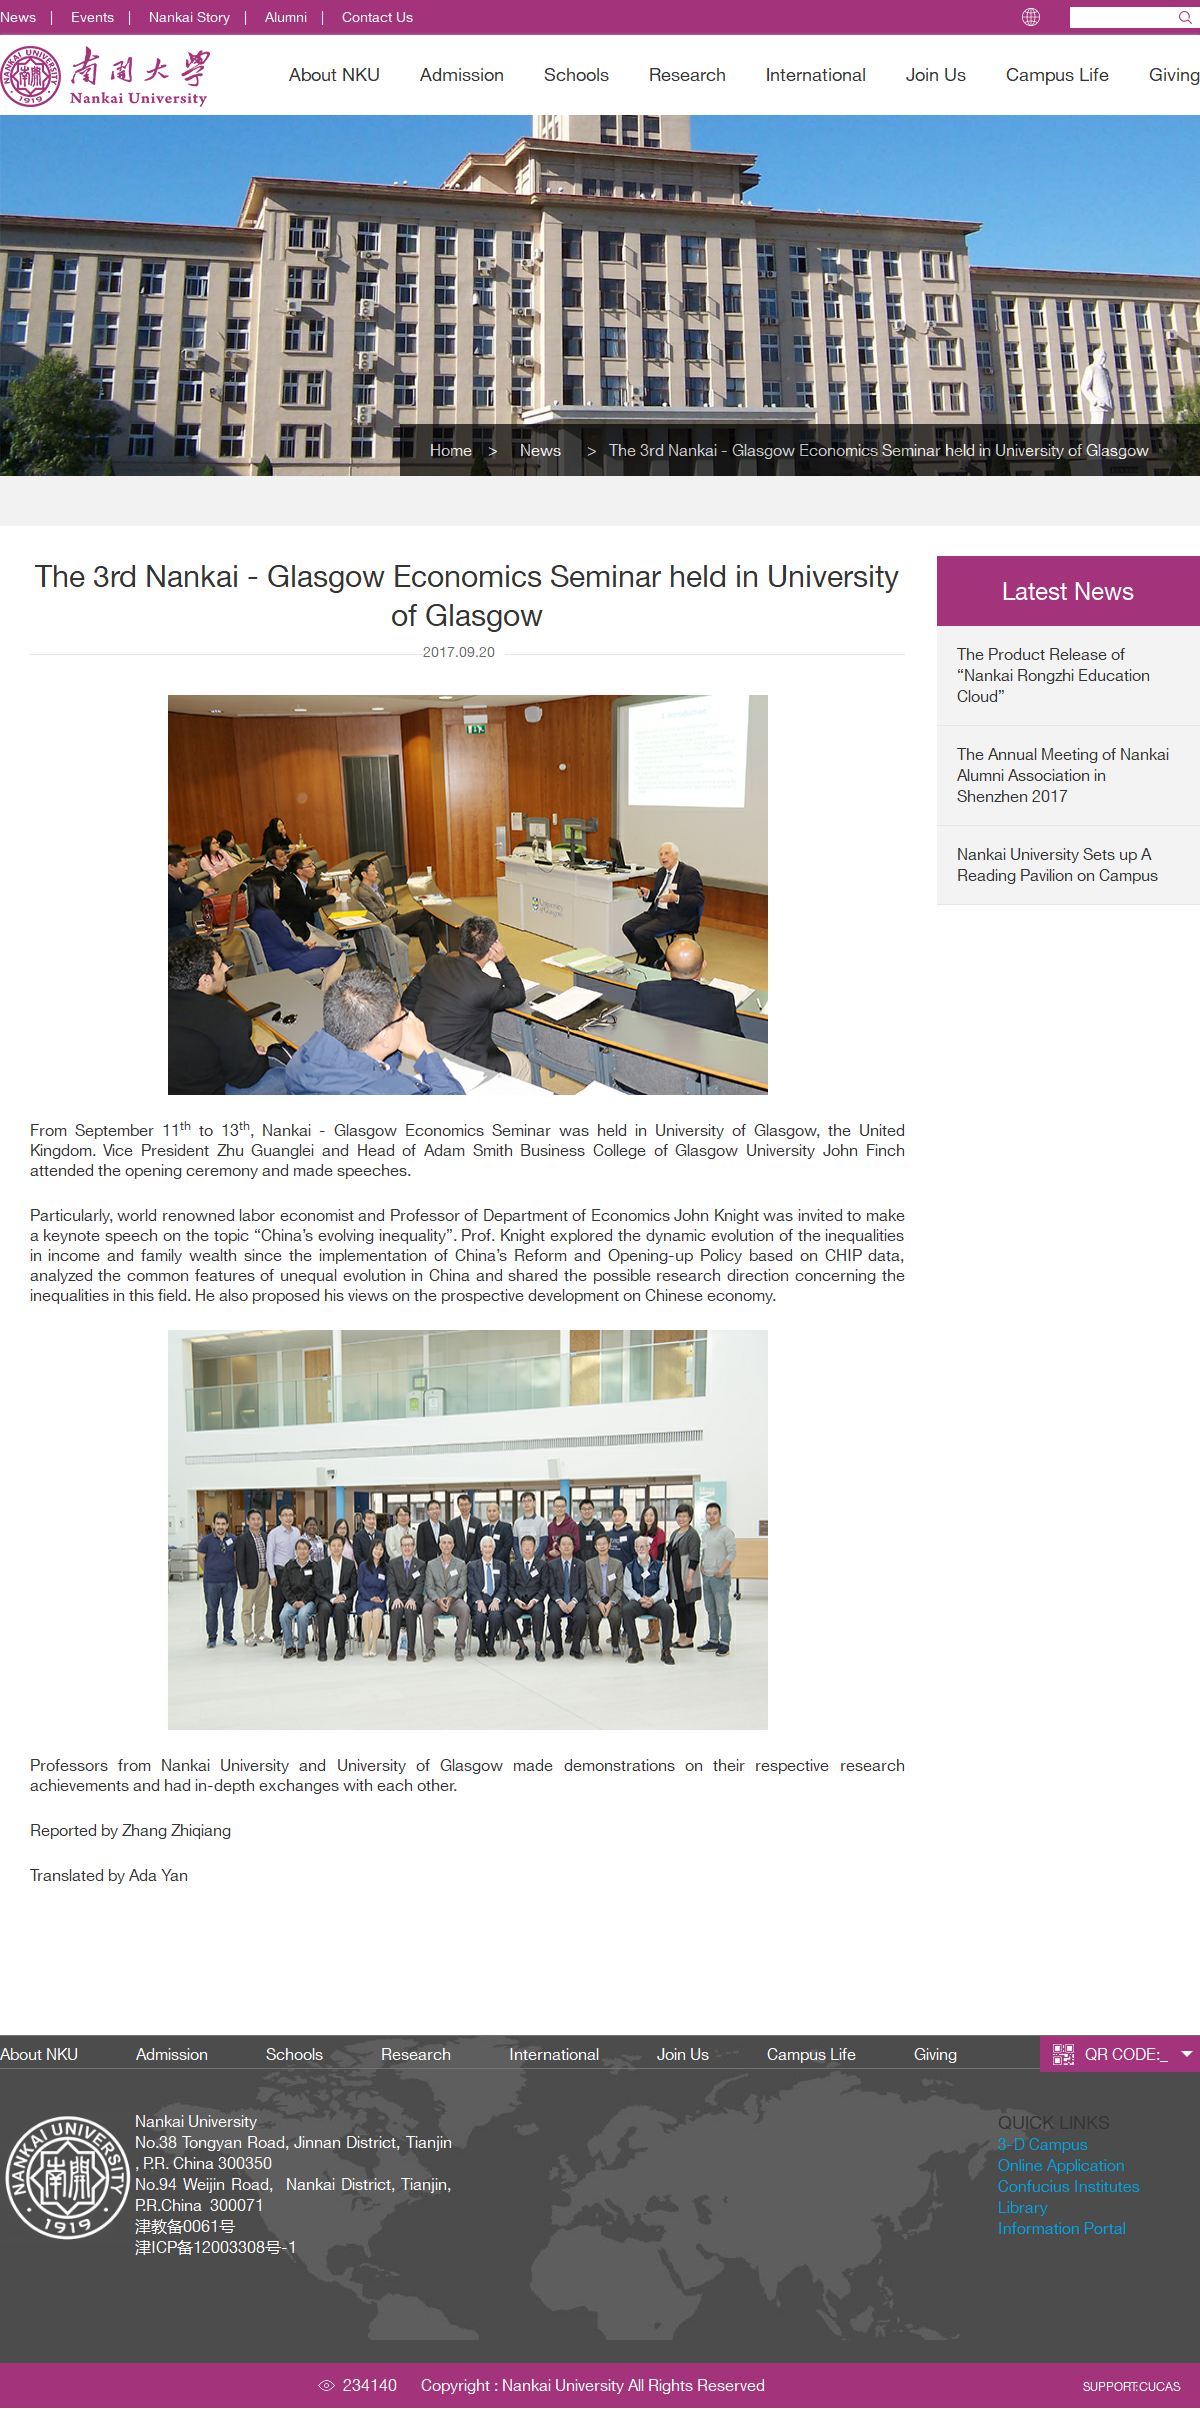 News | Events | Nankai Story | Alumni | Contact Us
NANKAI UNIVERSITY
1919
南開大學
Nankai University
About NKU Admission Schools Research International Join Us Campus Life Giving
Home > News > The 3rd Nankai - Glasgow Economics Seminar held in University of Glasgow
The 3rd Nankai - Glasgow Economics Seminar held in University
of Glasgow
2017.09.20
University
of Glasgow
From September 11th to 13th, Nankai - Glasgow Economics Seminar was held in University of Glasgow, the United
Kingdom. Vice President Zhu Guanglei and Head of Adam Smith Business College of Glasgow University John Finch
attended the opening ceremony and made speeches.
Particularly, world renowned labor economist and Professor of Department of Economics John Knight was invited to make
a keynote speech on the topic “China’s evolving inequality”. Prof. Knight explored the dynamic evolution of the inequalities
in income and family wealth since the implementation of China’s Reform and Opening-up Policy based on CHIP data,
analyzed the common features of unequal evolution in China and shared the possible research direction concerning the
inequalities in this field. He also proposed his views on the prospective development on Chinese economy.
Professors from Nankai University and University of Glasgow made demonstrations on their respective research
achievements and had in-depth exchanges with each other.
Reported by Zhang Zhiqiang
Translated by Ada Yan
Latest News
The Product Release of
“Nankai Rongzhi Education
Cloud”
The Annual Meeting of Nankai
Alumni Association in
Shenzhen 2017
Nankai University Sets up A
Reading Pavilion on Campus
About NKU Admission Schools Research International Join Us Campus Life Giving
QR CODE:_
NANKAI UNIVERSITY
南開
1919
Nankai University
No.38 Tongyan Road, Jinnan District, Tianjin
, P.R. China 300350
No.94 Weijin Road, Nankai District, Tianjin,
P.R.China 300071
津教备0061号
津ICP备12003308号-1
QUICK LINKS
3-D Campus
Online Application
Confucius Institutes
Library
Information Portal
234140 Copyright : Nankai University All Rights Reserved
SUPPORT:CUCAS